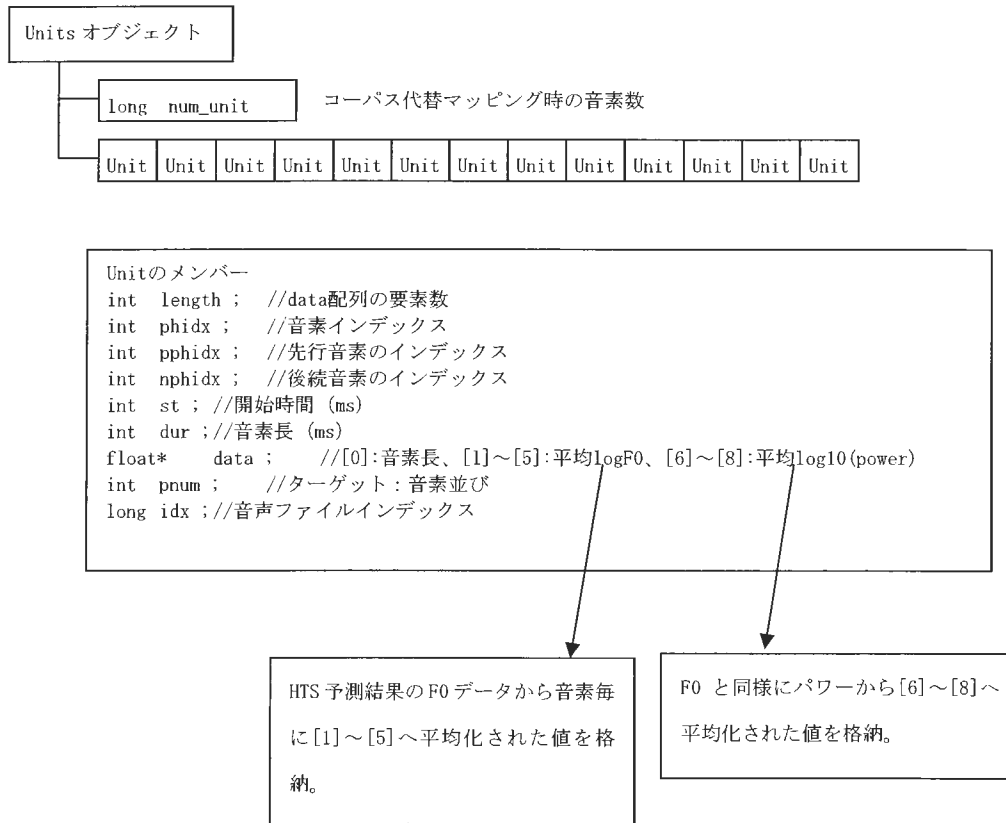 Units オブジェクト
long num_unit
コーパス代替マッピング時の音素数
Unit Unit Unit Unit Unit Unit Unit Unit Unit Unit Unit Unit Unit
Unitのメンバー
int length ; //data配列の要素数
int phidx ; //音素インデックス
int pphidx ; //先行音素のインデックス
int nphidx ; //後続音素のインデックス
int st ; //開始時間 (ms)
int dur ;//音素長 (ms)
float* data ; //[0]:音素長、[1]～[5]:平均logF0、[6]～[8]:平均log10(power)
int pnum ; //ターゲット：音素並び
long idx ;//音声ファイルインデックス
HTS 予測結果の F0 データから音素毎
に[1]～[5]へ平均化された値を格
納。
F0 と同様にパワーから[6]～[8]へ
平均化された値を格納。